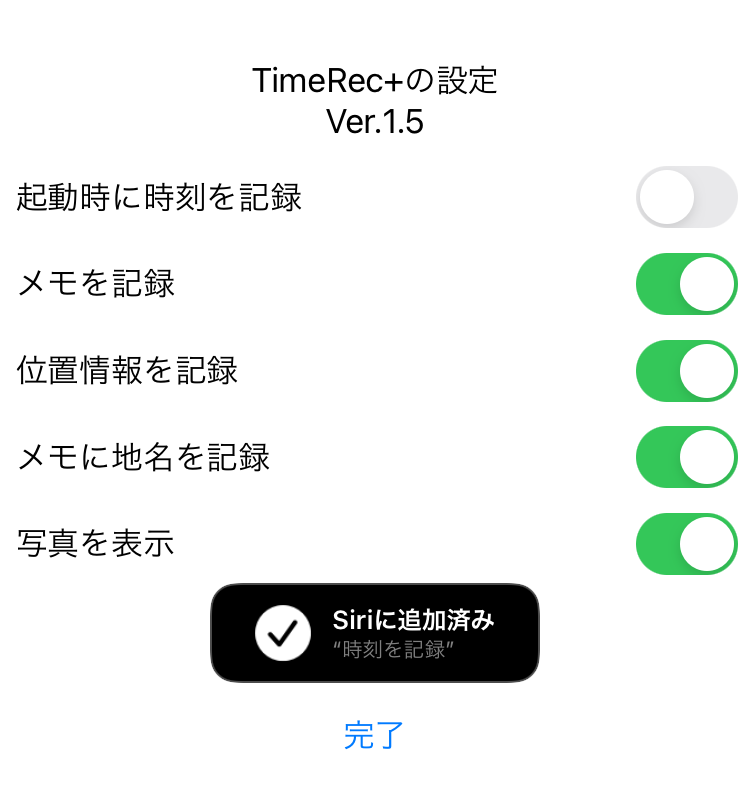 TimeRec+の設定
Ver.1.5
起動時に時刻を記録
メモを記録
位置情報を記録
メモに地名を記録
写真を表示
Siriに追加済み
“時刻を記録”
完了